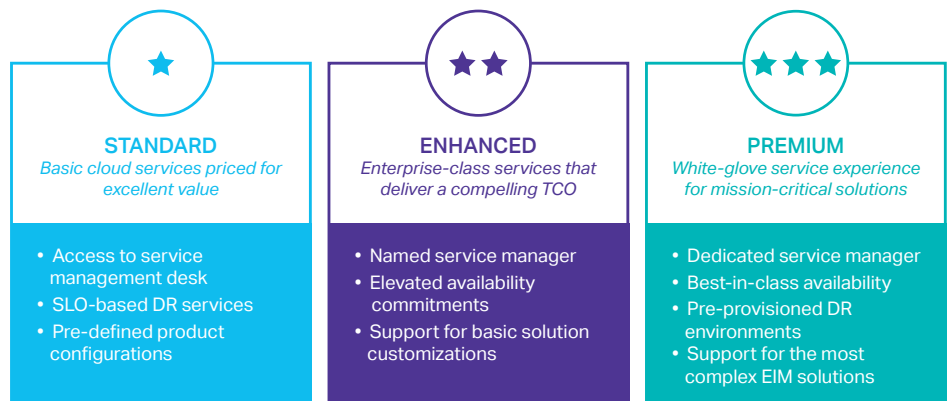 STANDARD
Basic cloud services priced for
excellent value
• Access to service
management desk
• SLO-based DR services
• Pre-defined product
configurations
ENHANCED
Enterprise-class services that
deliver a compelling TCO
• Named service manager
• Elevated availability
commitments
• Support for basic solution
customizations
PREMIUM
White-glove service experience
for mission-critical solutions
• Dedicated service manager
• Best-in-class availability
• Pre-provisioned DR
environments
• Support for the most
complex EIM solutions